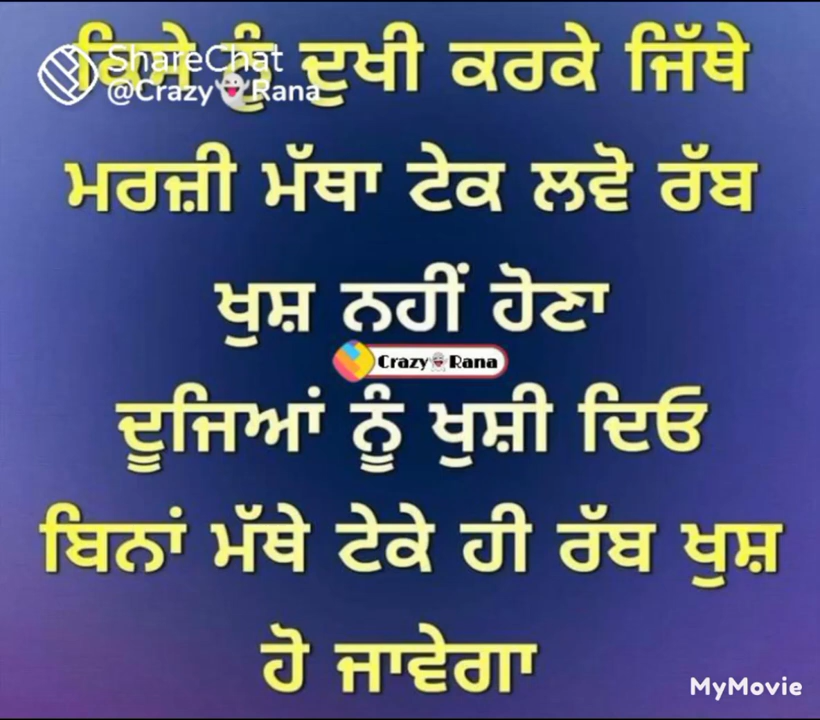 ShareChat
@Crazy👻Rana
ਕਿਸੇ ਨੂੰ ਦੁਖੀ ਕਰਕੇ ਜਿੱਥੇ
ਮਰਜ਼ੀ ਮੱਥਾ ਟੇਕ ਲਵੋ ਰੱਬ
ਖੁਸ਼ ਨਹੀਂ ਹੋਣਾ
Crazy👻Rana
ਦੂਜਿਆਂ ਨੂੰ ਖੁਸ਼ੀ ਦਿਓ
ਬਿਨਾਂ ਮੱਥੇ ਟੇਕੇ ਹੀ ਰੱਬ ਖੁਸ਼
ਹੋ ਜਾਵੇਗਾ
MyMovie